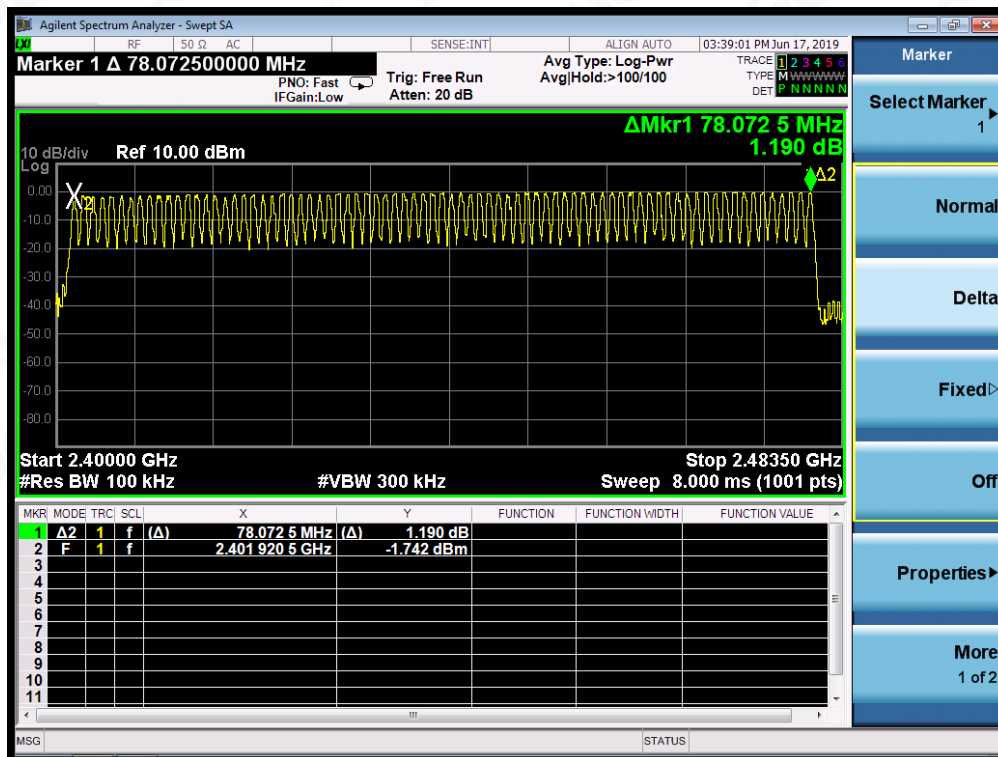 Agilent Spectrum Analyzer - Swept SA
LXI RF 50 Ω AC SENSE:INT ALIGN AUTO 03:39:01 PM Jun 17, 2019
Marker 1 Δ 78.072500000 MHz
PNO: Fast
IFGain:Low
Trig: Free Run
Atten: 20 dB
Avg Type: Log-Pwr
Avg|Hold:>100/100
TRACE 1 2 3 4 5 6
TYPE M WWWWW
DET P N N N N N
Marker
Select Marker
1
Normal
Delta
Fixed
Off
Properties
More
1 of 2
ΔMkr1 78.072 5 MHz
1.190 dB
10 dB/div Ref 10.00 dBm
Log
0.00
-10.0
-20.0
-30.0
-40.0
-50.0
-60.0
-70.0
-80.0
X2
Δ2
Start 2.40000 GHz Stop 2.48350 GHz
#Res BW 100 kHz #VBW 300 kHz Sweep 8.000 ms (1001 pts)
MKR MODE TRC SCL X Y FUNCTION FUNCTION WIDTH FUNCTION VALUE
1 Δ2 1 f (Δ) 78.072 5 MHz (Δ) 1.190 dB
2 F 1 f 2.401 920 5 GHz -1.742 dBm
3
4
5
6
7
8
9
10
11
MSG STATUS